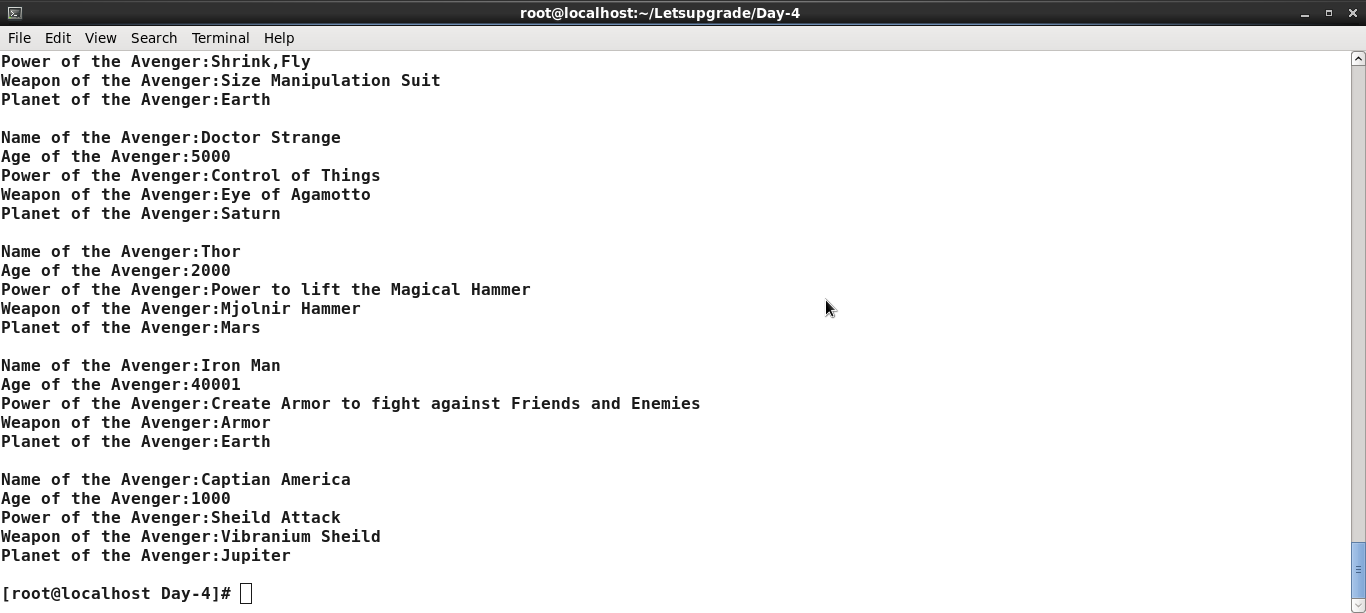 root@localhost:~/Letsupgrade/Day-4
File Edit View Search Terminal Help
Power of the Avenger:Shrink,Fly
Weapon of the Avenger:Size Manipulation Suit
Planet of the Avenger:Earth
Name of the Avenger:Doctor Strange
Age of the Avenger:5000
Power of the Avenger:Control of Things
Weapon of the Avenger:Eye of Agamotto
Planet of the Avenger:Saturn
Name of the Avenger:Thor
Age of the Avenger:2000
Power of the Avenger:Power to lift the Magical Hammer
Weapon of the Avenger:Mjolnir Hammer
Planet of the Avenger:Mars
Name of the Avenger:Iron Man
Age of the Avenger:40001
Power of the Avenger:Create Armor to fight against Friends and Enemies
Weapon of the Avenger:Armor
Planet of the Avenger:Earth
Name of the Avenger:Captian America
Age of the Avenger:1000
Power of the Avenger:Sheild Attack
Weapon of the Avenger:Vibranium Sheild
Planet of the Avenger:Jupiter
[root@localhost Day-4]#